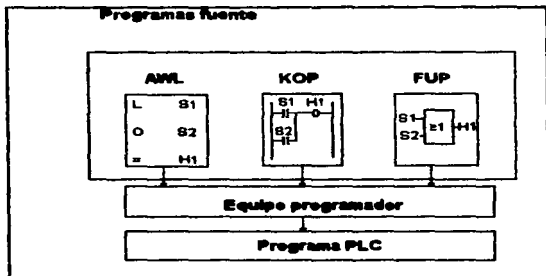 Programas fuente
AWL KOP FUP
L S1
O S2
= H1
S1 H1
S2
S1
S2 ≥1 H1
Equipo programador
Programa PLC